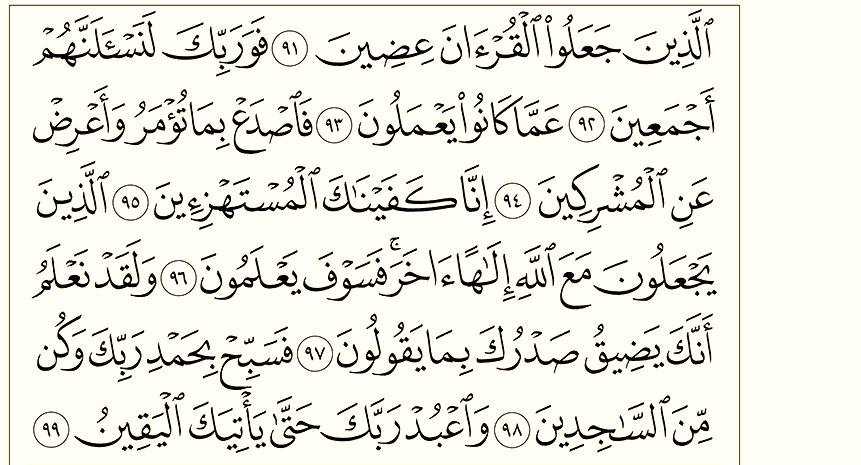 ٱلَّذِينَ جَعَلُوا۟ ٱلْقُرْءَانَ عِضِينَ ٩١ فَوَرَبِّكَ لَنَسْـَٔلَنَّهُمْ
أَجْمَعِينَ ٩٢ عَمَّا كَانُوا۟ يَعْمَلُونَ ٩٣ فَٱصْدَعْ بِمَا تُؤْمَرُ وَأَعْرِضْ
عَنِ ٱلْمُشْرِكِينَ ٩٤ إِنَّا كَفَيْنَـٰكَ ٱلْمُسْتَهْزِءِينَ ٩٥ ٱلَّذِينَ
يَجْعَلُونَ مَعَ ٱللَّهِ إِلَـٰهًا ءَاخَرَ ۚ فَسَوْفَ يَعْلَمُونَ ٩٦ وَلَقَدْ نَعْلَمُ
أَنَّكَ يَضِيقُ صَدْرُكَ بِمَا يَقُولُونَ ٩٧ فَسَبِّحْ بِحَمْدِ رَبِّكَ وَكُن
مِّنَ ٱلسَّـٰجِدِينَ ٩٨ وَٱعْبُدْ رَبَّكَ حَتَّىٰ يَأْتِيَكَ ٱلْيَقِينُ ٩٩